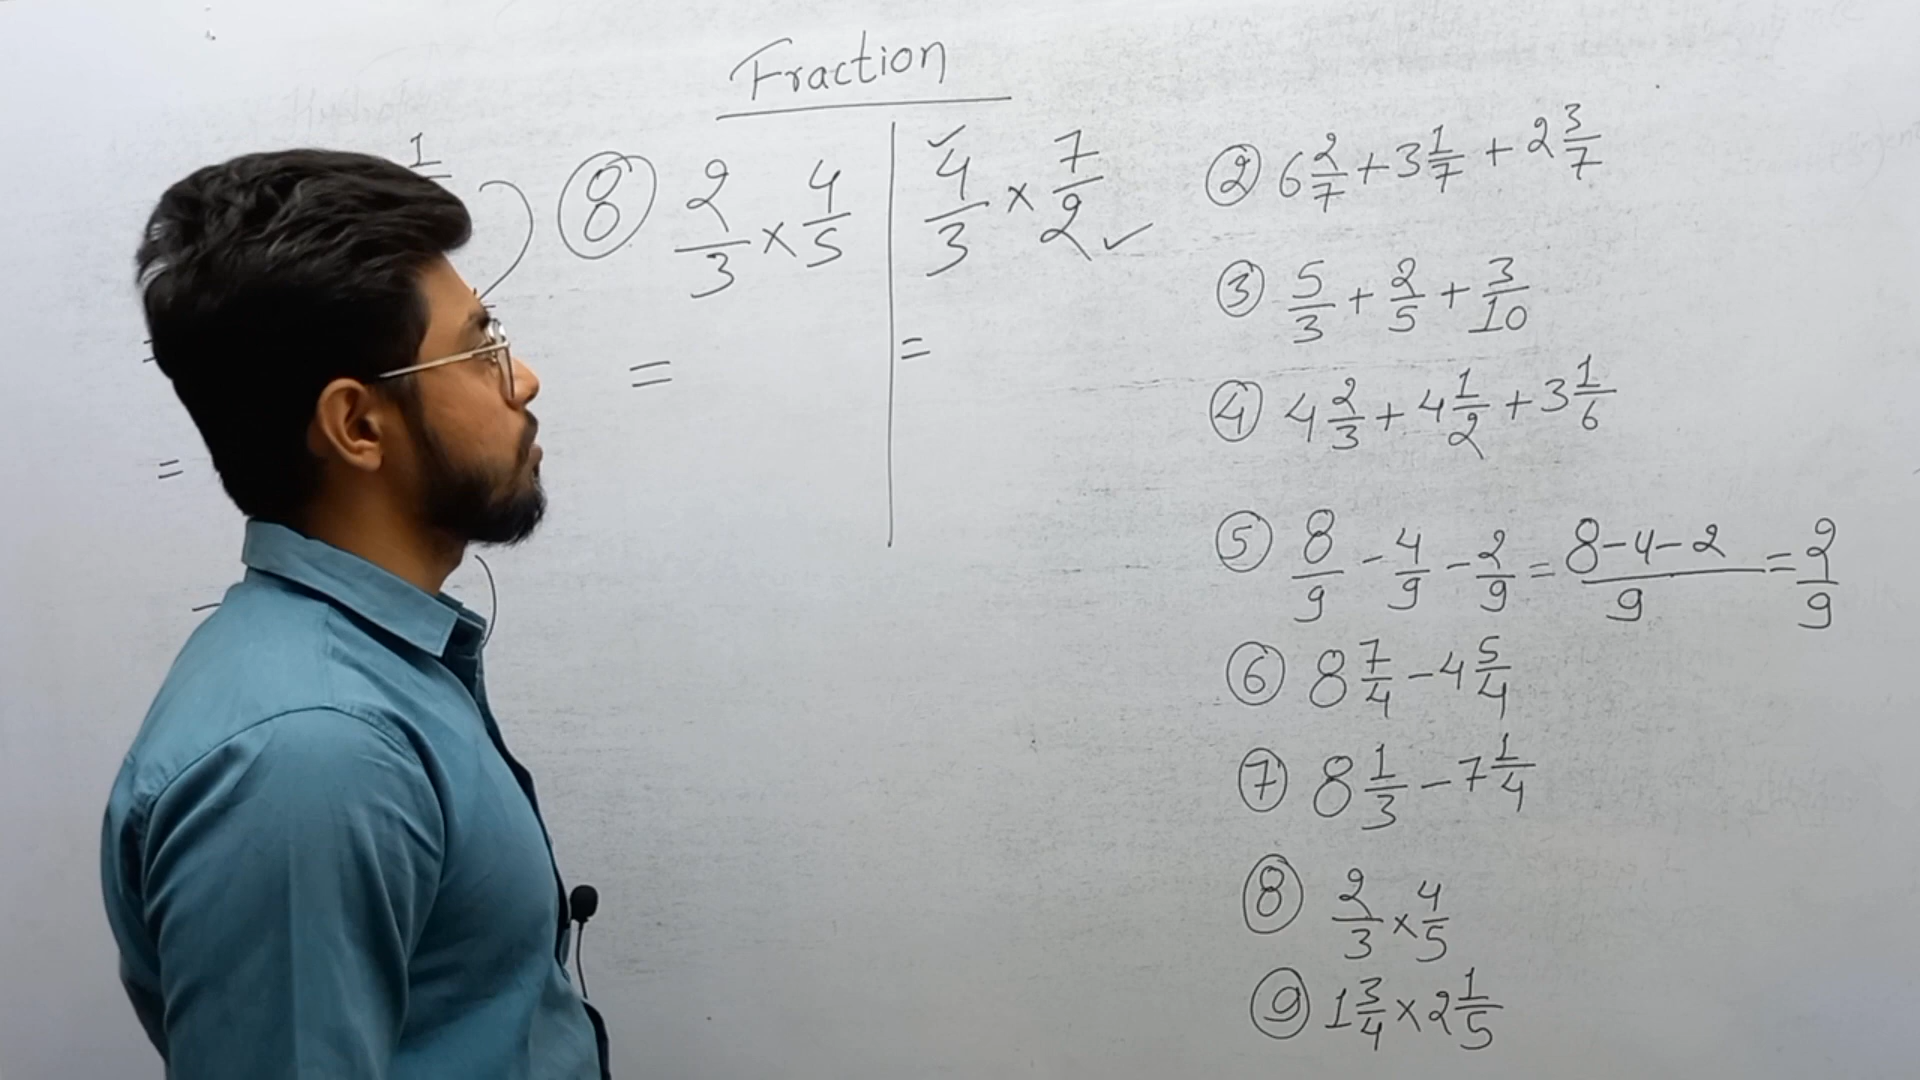 Fraction
1
⑧ 2/3 × 4/5
=
4/3 × 7/2
=
=
② 6 2/7 + 3 1/7 + 2 3/7
③ 5/3 + 2/5 + 3/10
④ 4 2/3 + 4 1/2 + 3 1/6
⑤ 8/9 - 4/9 - 2/9 = 8-4-2/9 = 2/9
⑥ 8 7/4 - 4 5/4
⑦ 8 1/3 - 7 1/4
⑧ 2/3 × 4/5
⑨ 1 3/4 × 2 1/5